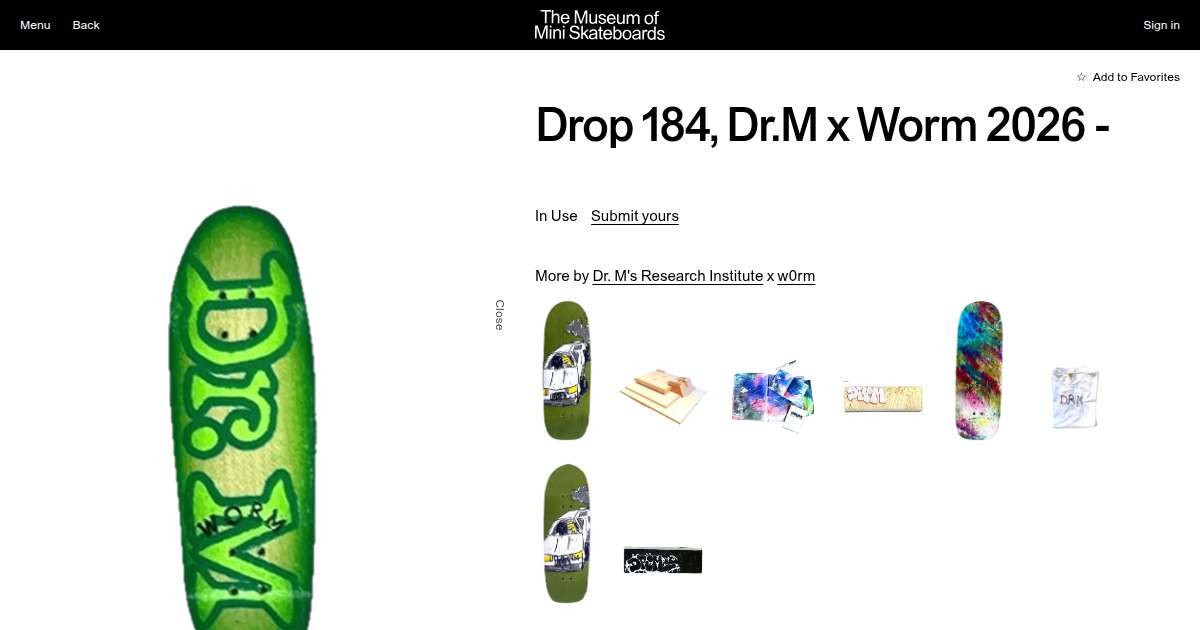 Menu
Back
The Museum of
Mini Skateboards
Sign in
☆ Add to Favorites
Drop 184, Dr.M x Worm 2026 -
In Use Submit yours
More by Dr. M's Research Institute x w0rm
Close
Dr. M
WORM
DRM